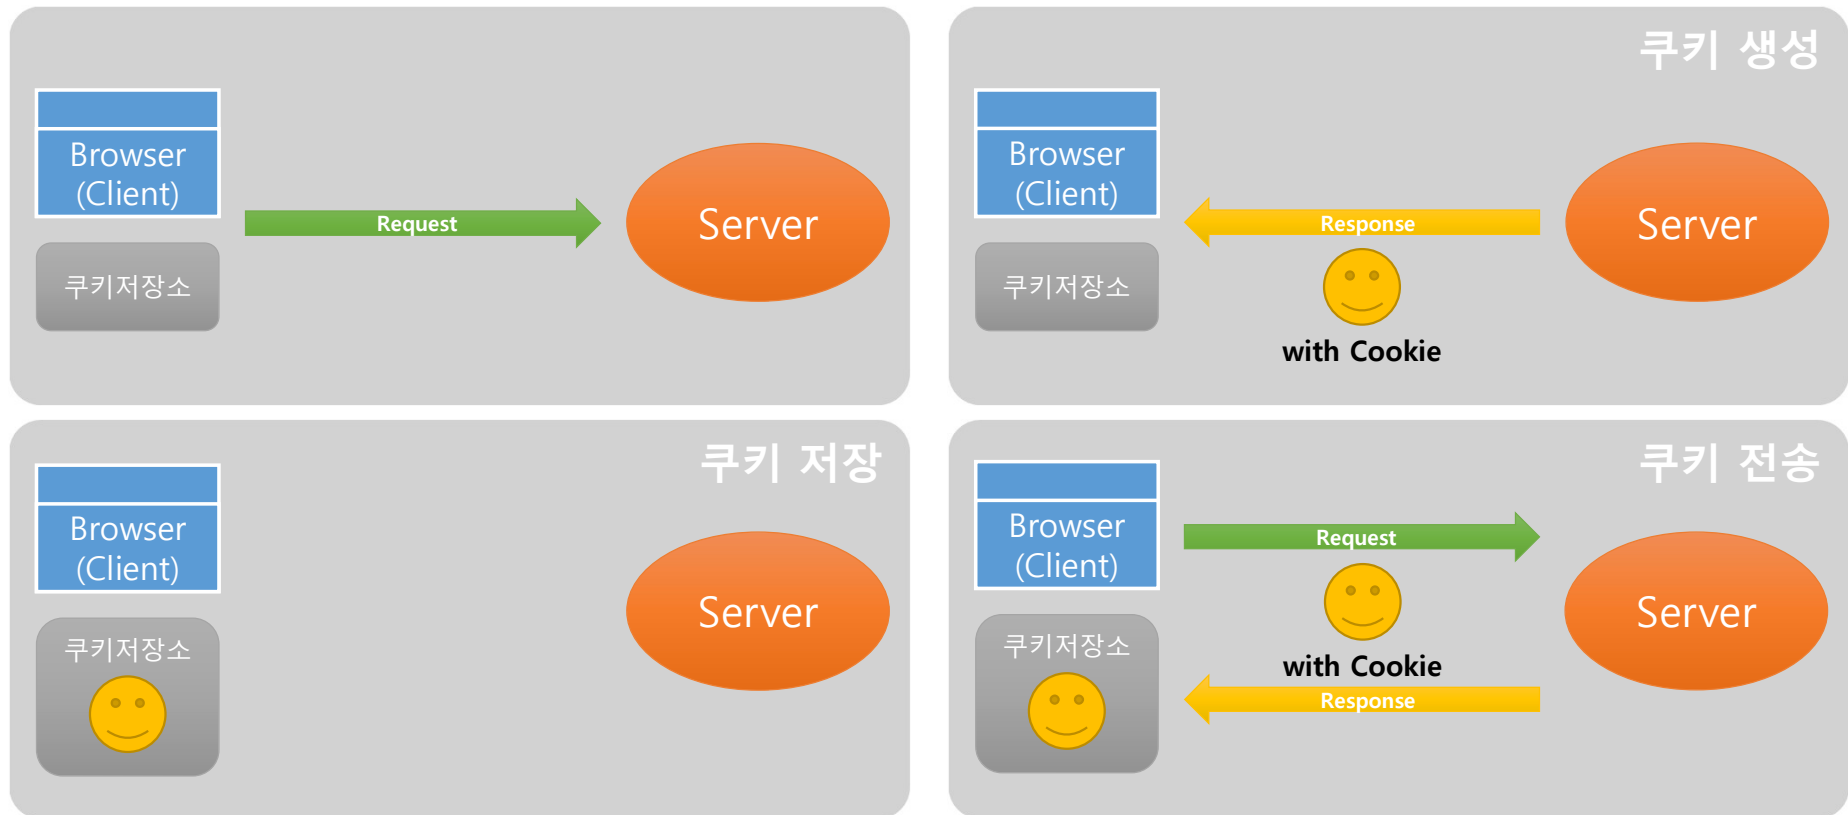 Browser
(Client)
쿠키저장소
Request
Server
쿠키 생성
Browser
(Client)
쿠키저장소
Response
with Cookie
Server
쿠키 저장
Browser
(Client)
쿠키저장소
Server
쿠키 전송
Browser
(Client)
쿠키저장소
Request
with Cookie
Response
Server